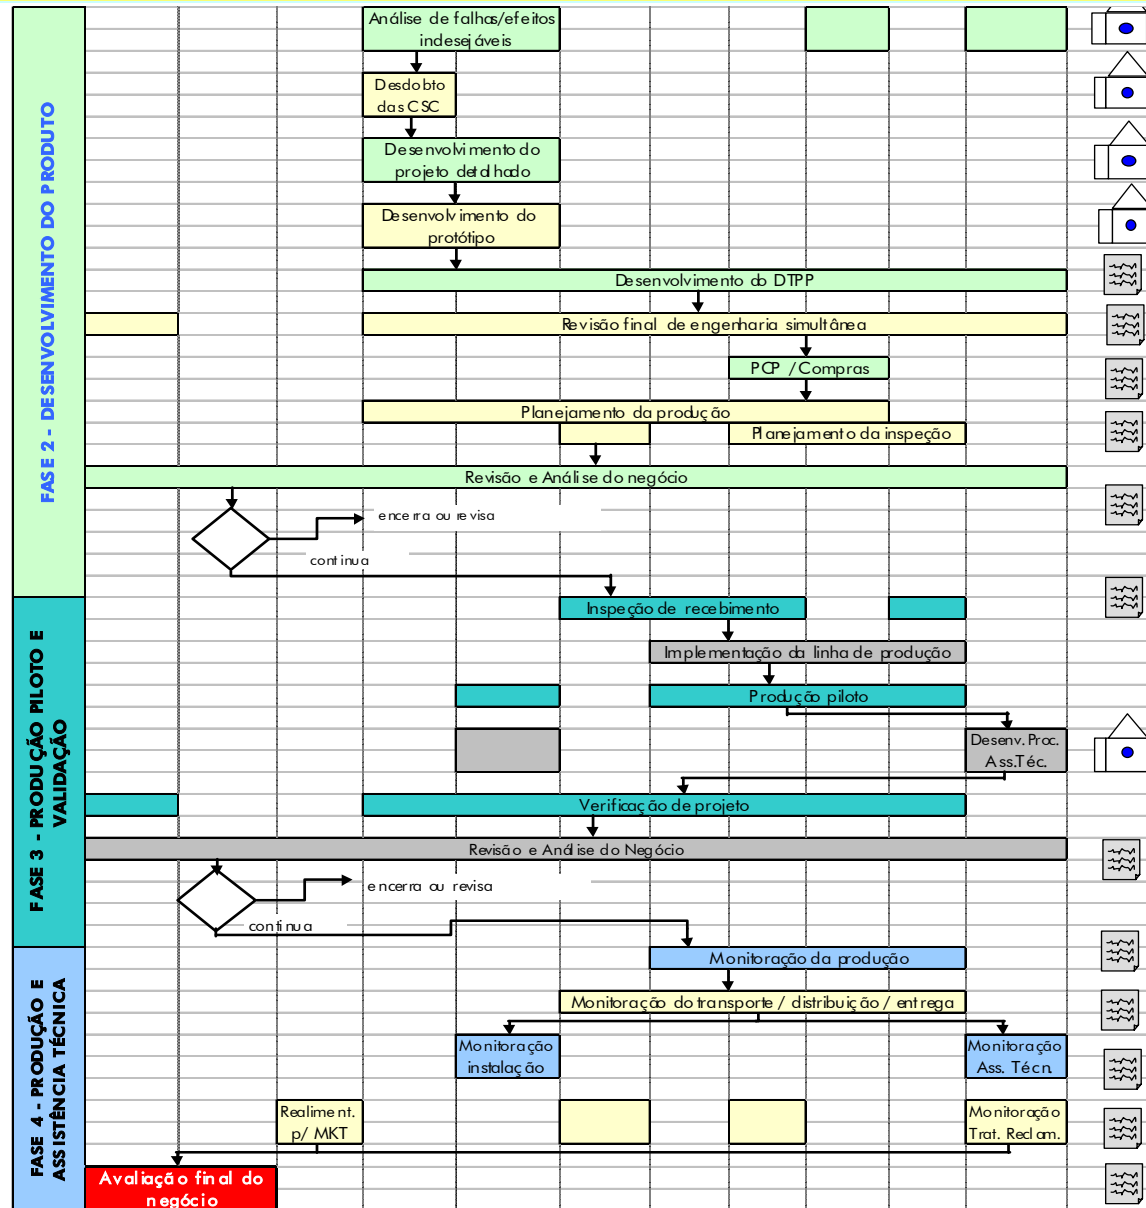 FASE 2 - DESENVOLVIMENTO DO PRODUTO
Análise de falhas/efeitos
indesejáveis
Desdobto
das CSC
Desenvolvimento do
projeto detalhado
Desenvolvimento do
protótipo
Desenvolvimento do DTPP
Revisão final de engenharia simultânea
PCP / Compras
Planejamento da produção
Planejamento da inspeção
Revisão e Análise do negócio
encerra ou revisa
continua
FASE 3 - PRODUÇÃO PILOTO E
VALIDAÇÃO
Inspeção de recebimento
Implementação da linha de produção
Produção piloto
Desenv. Proc.
Ass.Téc.
Verificação de projeto
Revisão e Análise do Negócio
encerra ou revisa
continua
FASE 4 - PRODUÇÃO E
ASSISTÊNCIA TÉCNICA
Monitoração da produção
Monitoração do transporte / distribuição / entrega
Monitoração
instalação
Monitoração
Ass. Técn.
Realiment.
p/ MKT
Monitoração
Trat. Reclam.
Avaliação final do
negócio